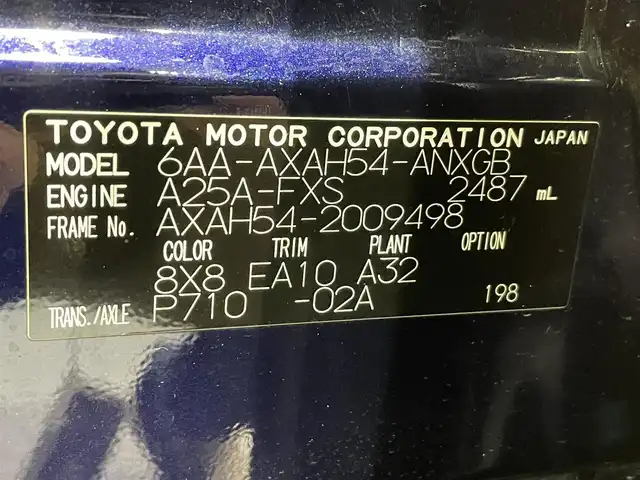 TOYOTA MOTOR CORPORATION JAPAN
MODEL 6AA-AXAH54-ANXGB
ENGINE A25A-FXS 2487 mL
FRAME No. AXAH54-2009498
COLOR TRIM PLANT OPTION
8X8 EA10 A32
TRANS./AXLE P710 -02A 198